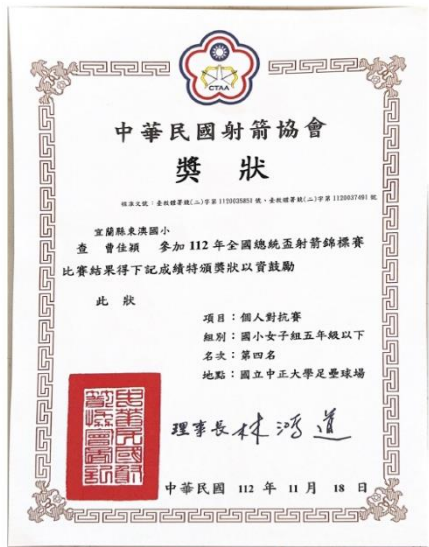 CTAA
中華民國射箭協會
獎狀
核准文號：臺教體署競(二)字第1120035851號、臺教體署競(二)字第1120037491號
宜蘭縣東澳國小
查 曾佳穎 參加112年全國總統盃射箭錦標賽
比賽結果得下記成績特頒獎狀以資鼓勵
此狀
項目：個人對抗賽
組別：國小女子組五年級以下
名次：第四名
地點：國立中正大學足壘球場
理事長林鴻道
中華民國 112 年 11 月 18 日